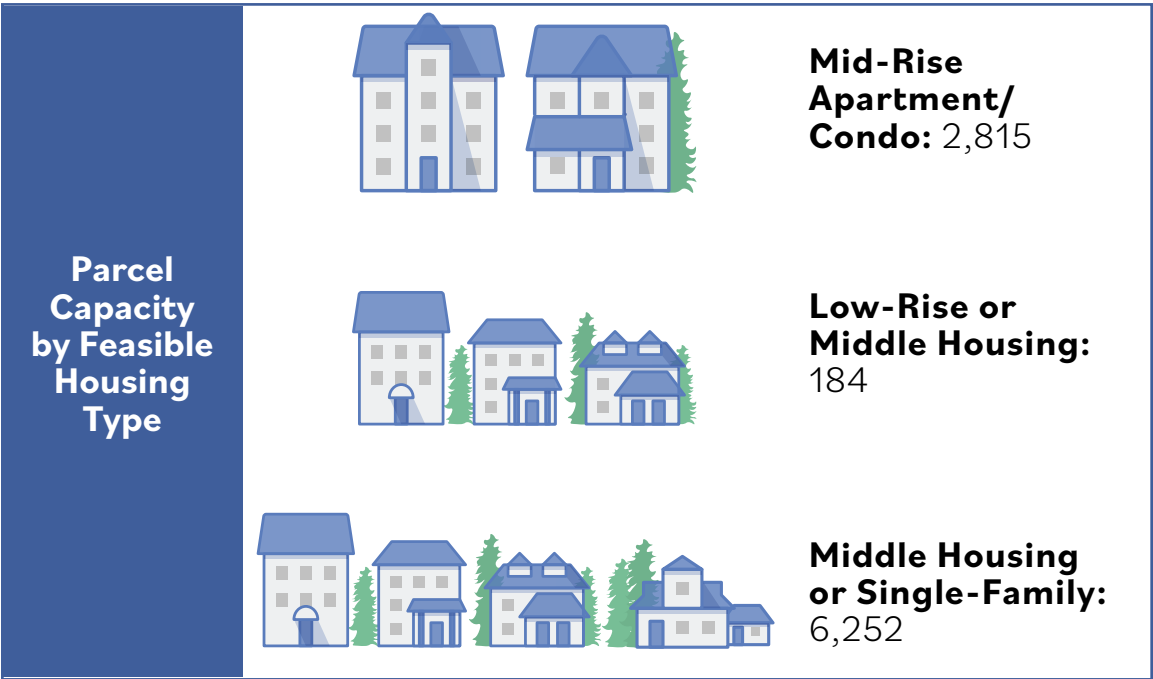 Parcel
Capacity
by Feasible
Housing
Type
Mid-Rise
Apartment/
Condo: 2,815
Low-Rise or
Middle Housing:
184
Middle Housing
or Single-Family:
6,252